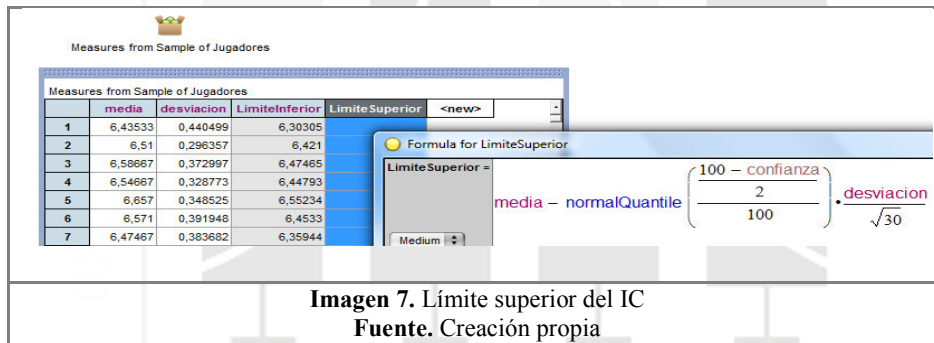 Measures from Sample of Jugadores
Measures from Sample of Jugadores
media desviacion LimiteInferior LimiteSuperior <new>
1 6,43533 0,440499 6,30305
2 6,51 0,296357 6,421
3 6,58667 0,372997 6,47465
4 6,54667 0,328773 6,44793
5 6,657 0,348525 6,55234
6 6,571 0,391948 6,4533
7 6,47467 0,383682 6,35944
Formula for LimiteSuperior
LimiteSuperior =
media – normalQuantile ( ( (100 – confianza) / 2 ) / 100 ) · desviacion / √30
Medium
Imagen 7. Límite superior del IC
Fuente. Creación propia